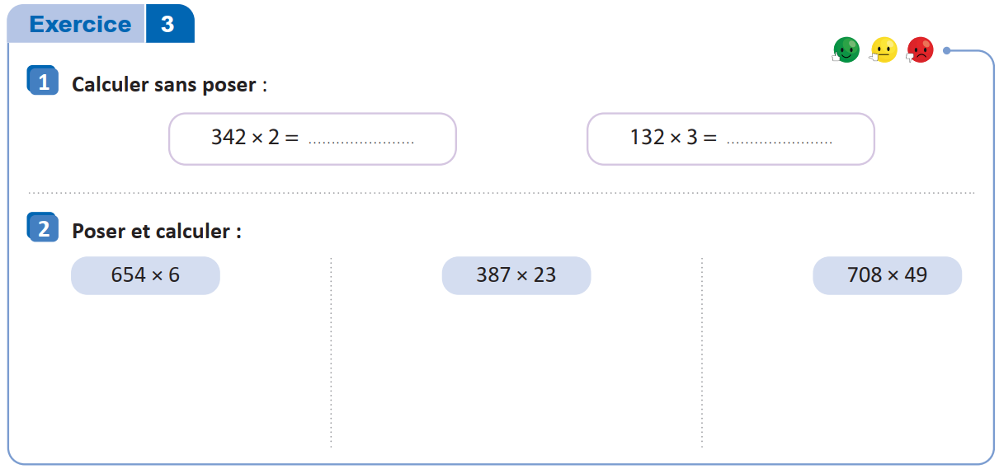 Exercice 3
1 Calculer sans poser :
342 × 2 = ......................
132 × 3 = ......................
2 Poser et calculer :
654 × 6
387 × 23
708 × 49